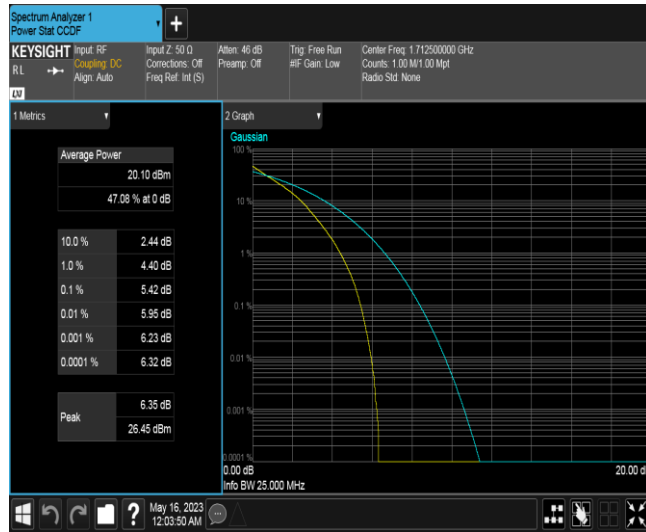 Spectrum Analyzer 1
Power Stat CCDF
+
KEYSIGHT
RL
LXI
Input: RF
Coupling: DC
Align: Auto
Input Z: 50 Ω
Corrections: Off
Freq Ref: Int (S)
Atten: 46 dB
Preamp: Off
Trig: Free Run
#IF Gain: Low
Center Freq: 1.712500000 GHz
Counts: 1.00 M/1.00 Mpt
Radio Std: None
1 Metrics
Average Power
20.10 dBm
47.08 % at 0 dB
10.0 % 2.44 dB
1.0 % 4.40 dB
0.1 % 5.42 dB
0.01 % 5.95 dB
0.001 % 6.23 dB
0.0001 % 6.32 dB
Peak
6.35 dB
26.45 dBm
2 Graph
Gaussian
100 %
10 %
1 %
0.1 %
0.01 %
0.001 %
0.0001 %
0.00 dB
20.00 d
Info BW 25.000 MHz
?
May 16, 2023
12:03:50 AM